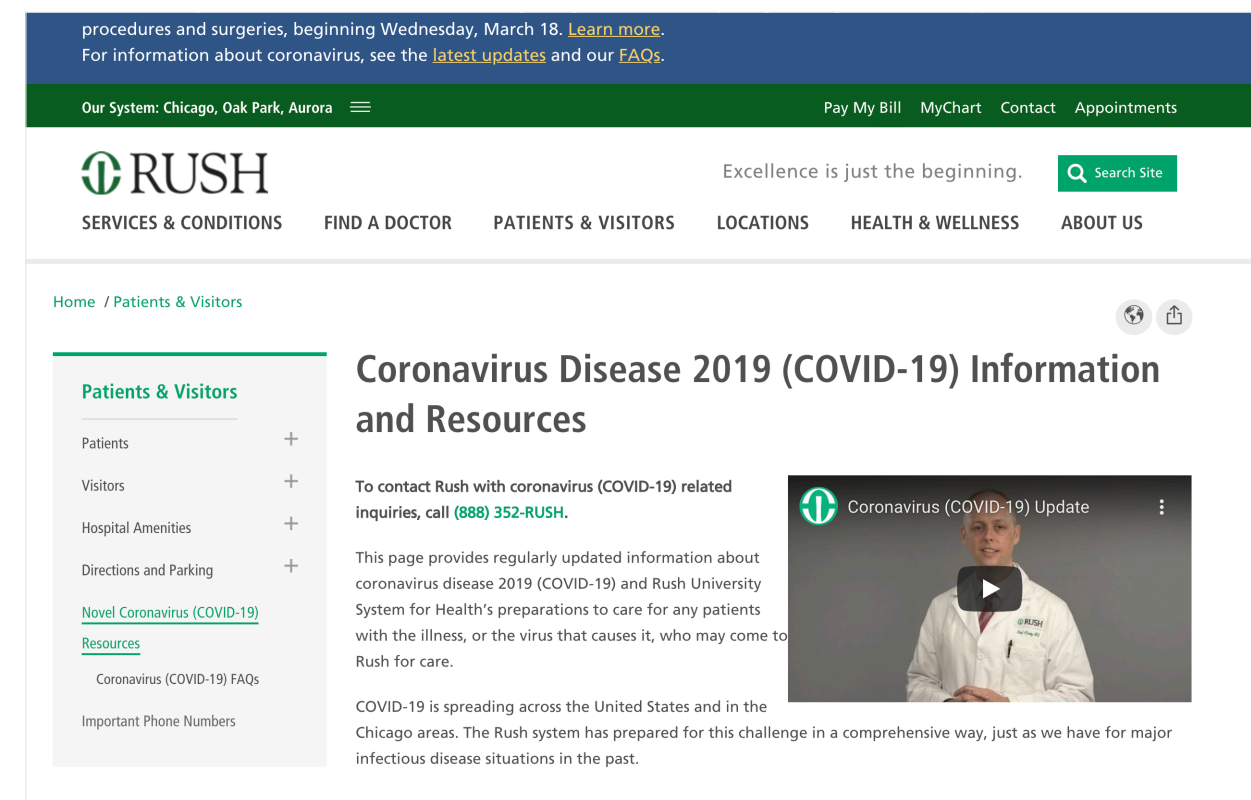 procedures and surgeries, beginning Wednesday, March 18. Learn more.
For information about coronavirus, see the latest updates and our FAQs.
Our System: Chicago, Oak Park, Aurora
Pay My Bill MyChart Contact Appointments
RUSH
Excellence is just the beginning.
Search Site
SERVICES & CONDITIONS FIND A DOCTOR PATIENTS & VISITORS LOCATIONS HEALTH & WELLNESS ABOUT US
Home / Patients & Visitors
Patients & Visitors
Patients
Visitors
Hospital Amenities
Directions and Parking
Novel Coronavirus (COVID-19)
Resources
Coronavirus (COVID-19) FAQs
Important Phone Numbers
Coronavirus Disease 2019 (COVID-19) Information
and Resources
To contact Rush with coronavirus (COVID-19) related
inquiries, call (888) 352-RUSH.
This page provides regularly updated information about
coronavirus disease 2019 (COVID-19) and Rush University
System for Health’s preparations to care for any patients
with the illness, or the virus that causes it, who may come to
Rush for care.
Coronavirus (COVID-19) Update
RUSH
COVID-19 is spreading across the United States and in the
Chicago areas. The Rush system has prepared for this challenge in a comprehensive way, just as we have for major
infectious disease situations in the past.